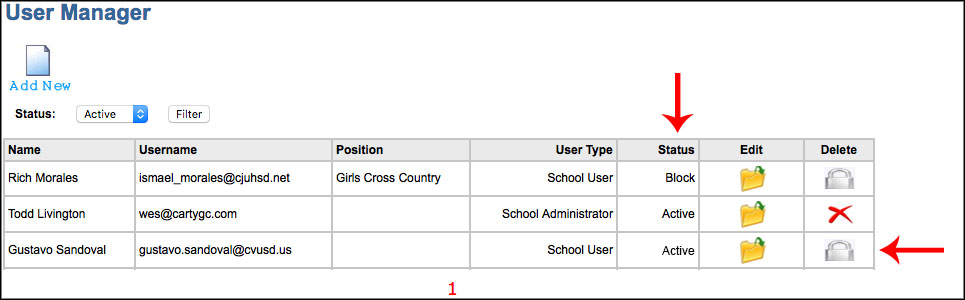 User Manager
Add New
Status: Active Filter
Name Username Position User Type Status Edit Delete
Rich Morales ismael_morales@cjuhsd.net Girls Cross Country School User Block
Todd Livington wes@cartygc.com School Administrator Active
Gustavo Sandoval gustavo.sandoval@cvusd.us School User Active
1